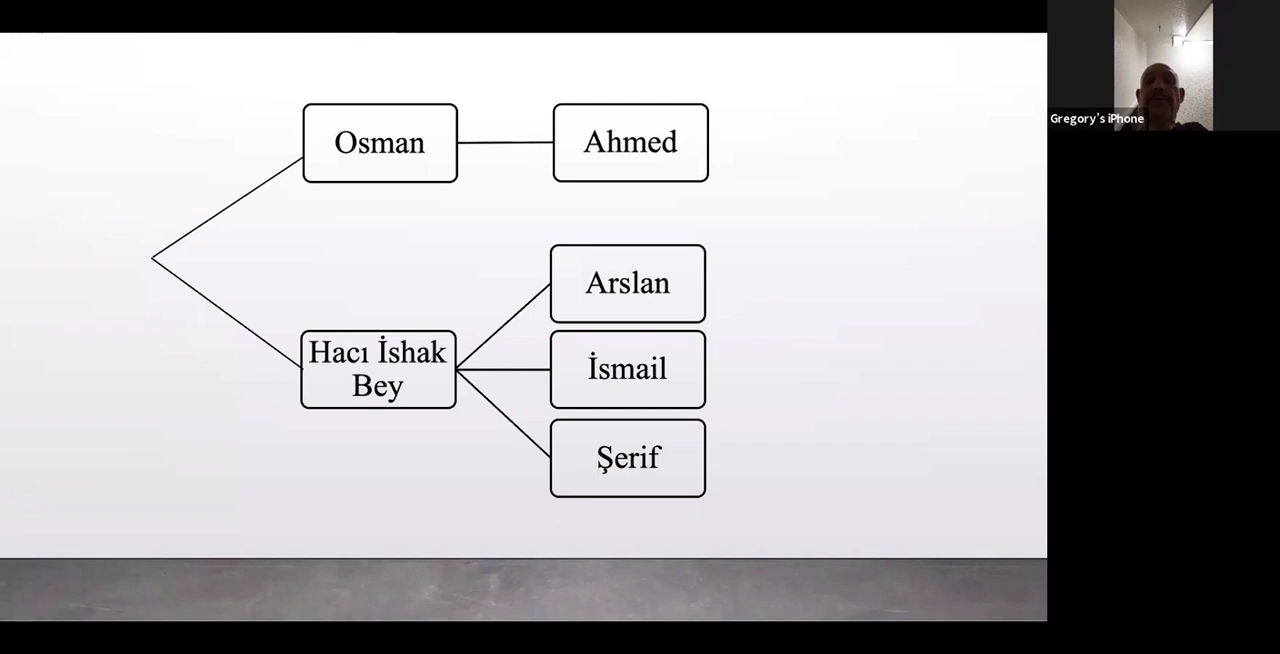 Osman
Ahmed
Arslan
Hacı İshak
Bey
İsmail
Şerif
Gregory's iPhone